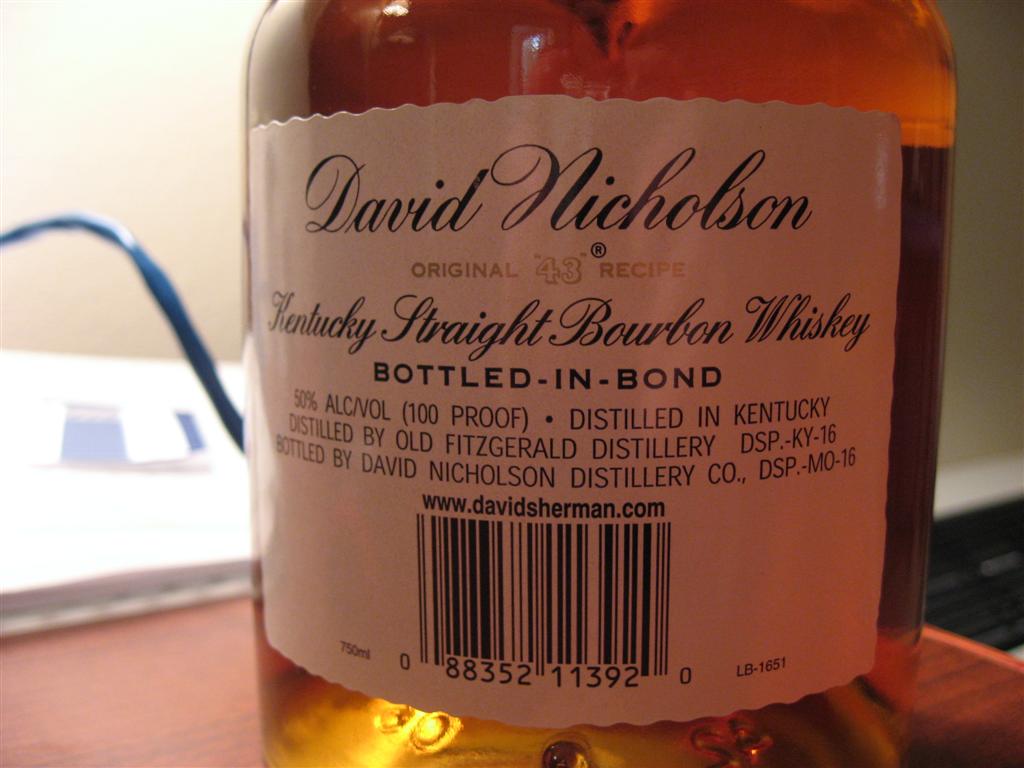 David Nicholson
ORIGINAL "43"® RECIPE
Kentucky Straight Bourbon Whiskey
BOTTLED-IN-BOND
50% ALC/VOL (100 PROOF) • DISTILLED IN KENTUCKY
DISTILLED BY OLD FITZGERALD DISTILLERY DSP.-KY-16
BOTTLED BY DAVID NICHOLSON DISTILLERY CO., DSP.-MO-16
www.davidsherman.com
750ml
0 88352 11392 0
LB-1651